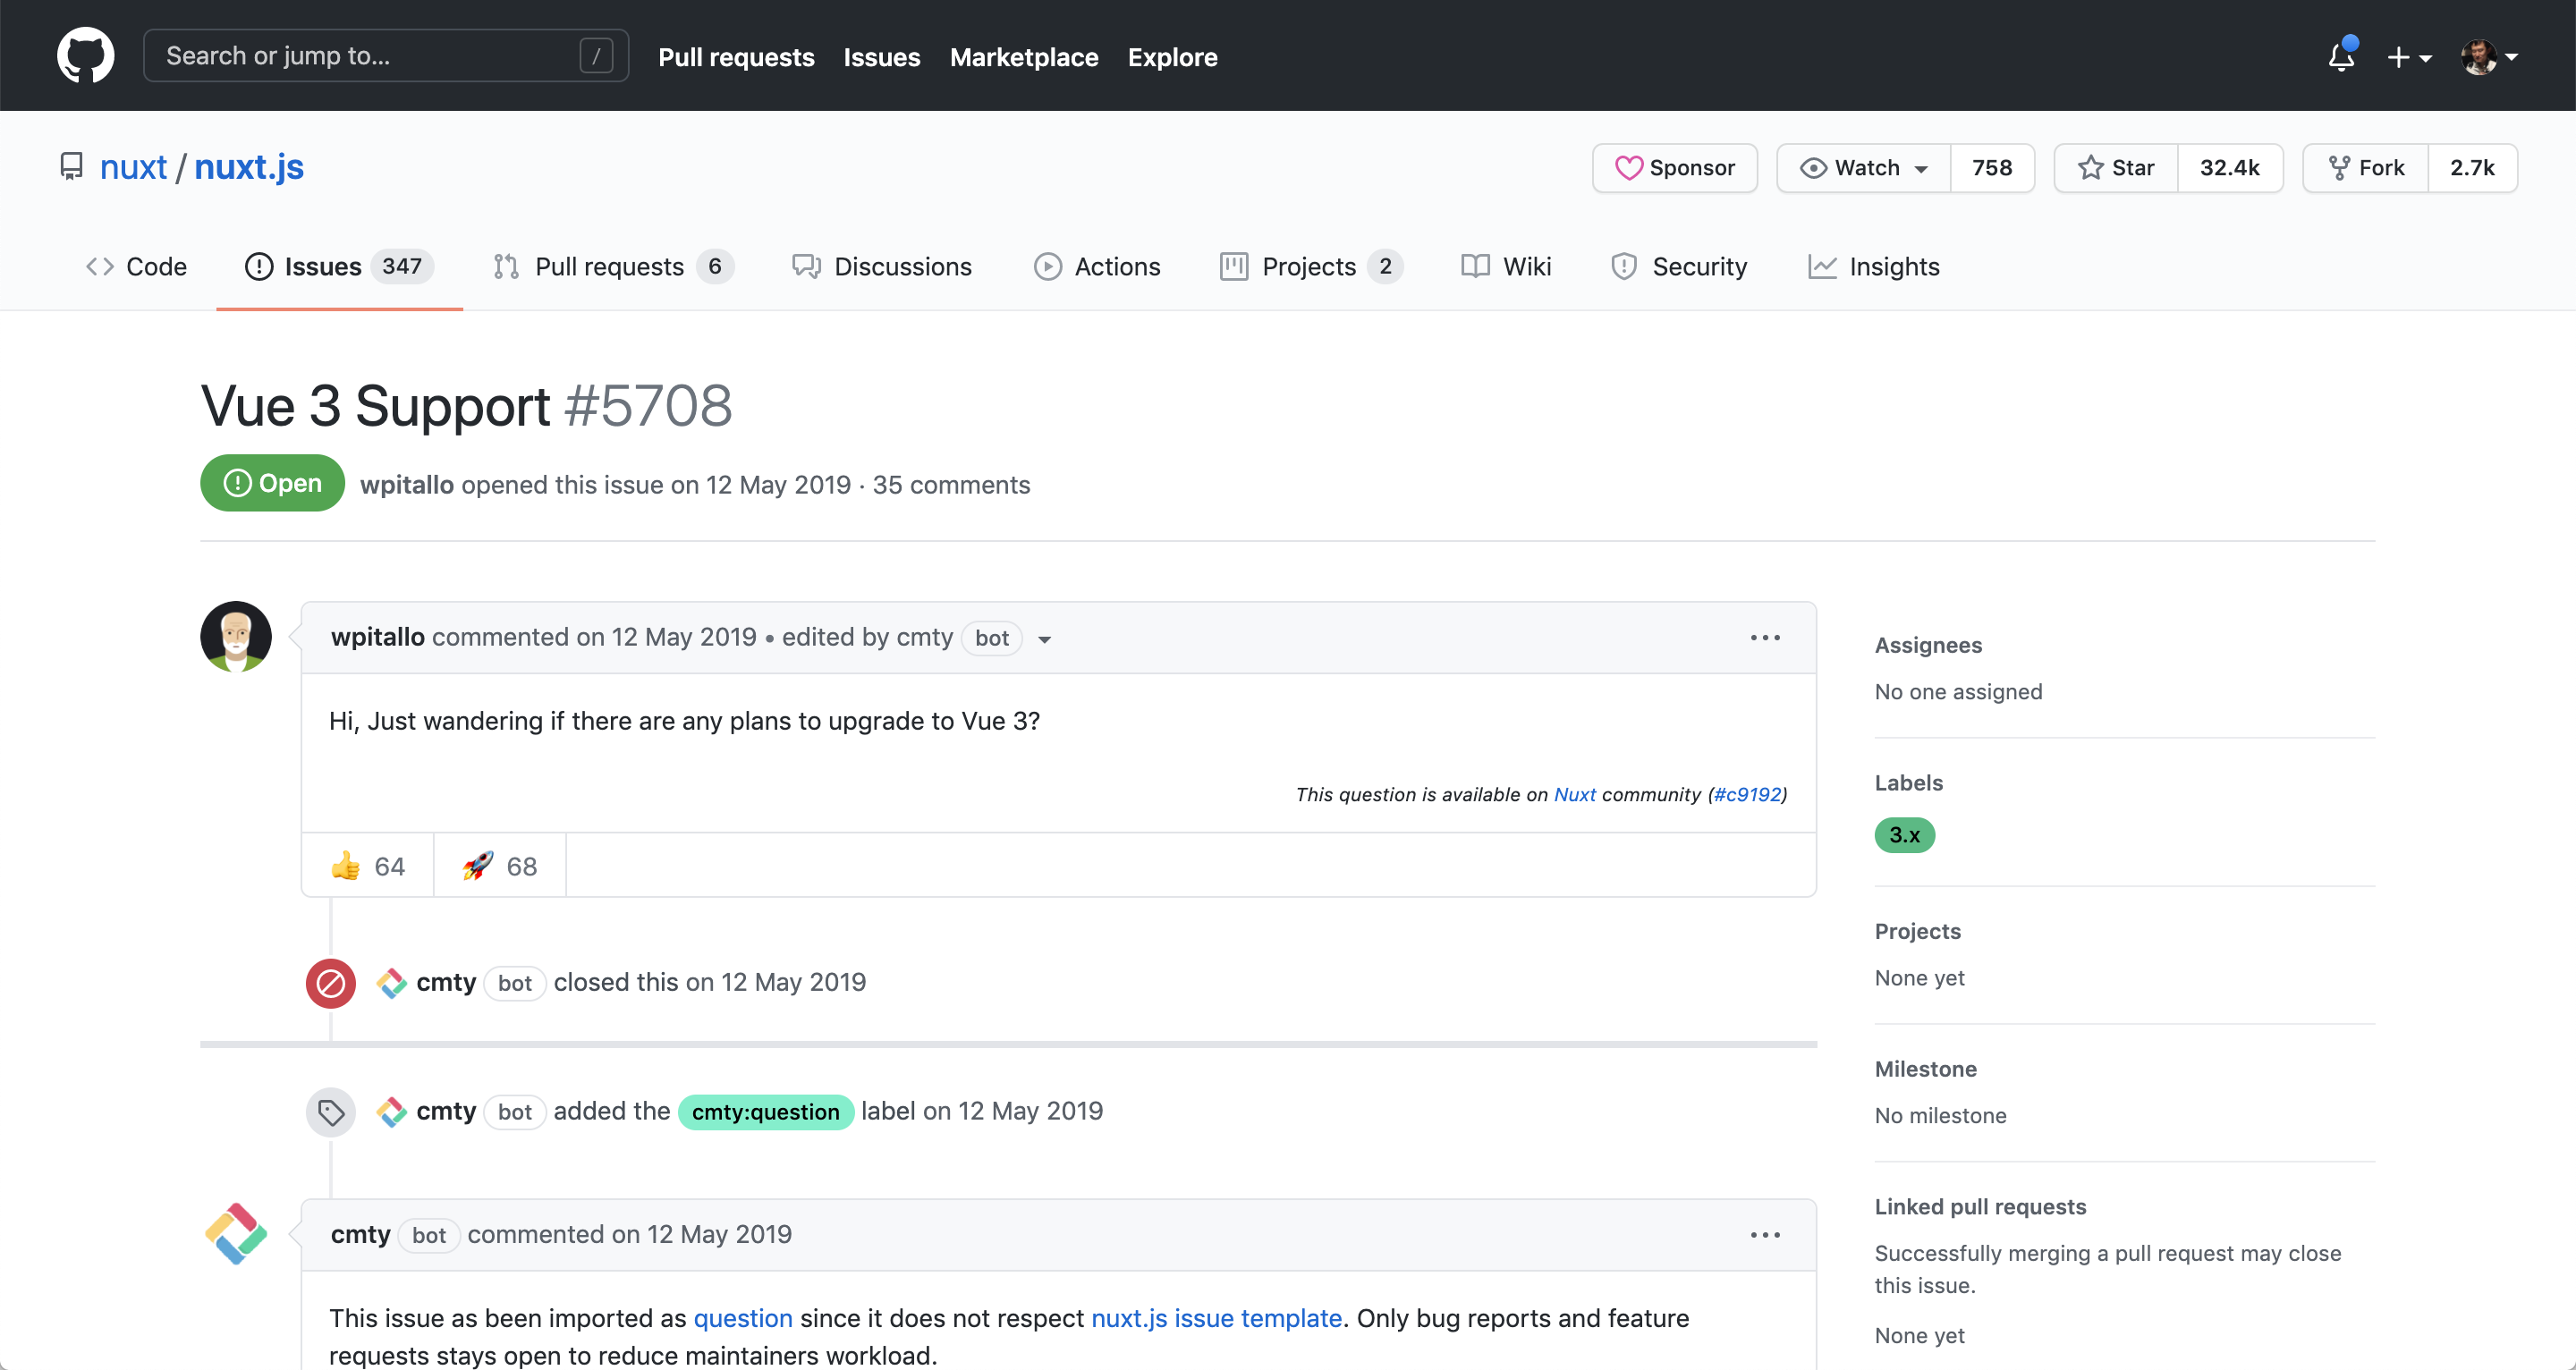 Search or jump to... /
Pull requests Issues Marketplace Explore
nuxt / nuxt.js
Sponsor Watch 758 Star 32.4k Fork 2.7k
Code Issues 347 Pull requests 6 Discussions Actions Projects 2 Wiki Security Insights
Vue 3 Support #5708
Open wpitallo opened this issue on 12 May 2019 · 35 comments
wpitallo commented on 12 May 2019 • edited by cmty bot
Hi, Just wandering if there are any plans to upgrade to Vue 3?
This question is available on Nuxt community (#c9192)
👍 64 🚀 68
cmty bot closed this on 12 May 2019
cmty bot added the cmty:question label on 12 May 2019
cmty bot commented on 12 May 2019
This issue as been imported as question since it does not respect nuxt.js issue template. Only bug reports and feature
requests stays open to reduce maintainers workload.
Assignees
No one assigned
Labels
3.x
Projects
None yet
Milestone
No milestone
Linked pull requests
Successfully merging a pull request may close
this issue.
None yet